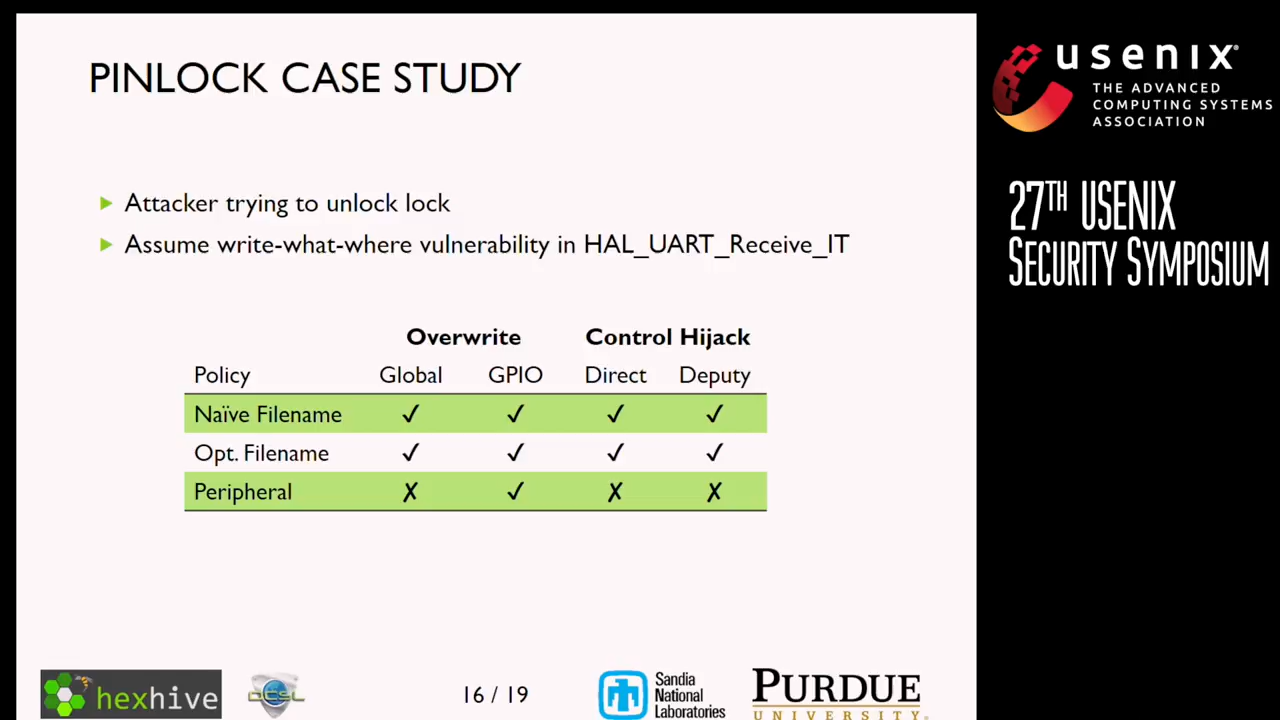 PINLOCK CASE STUDY
Attacker trying to unlock lock
Assume write-what-where vulnerability in HAL_UART_Receive_IT
Overwrite Control Hijack
Policy Global GPIO Direct Deputy
Naïve Filename ✓ ✓ ✓ ✓
Opt. Filename ✓ ✓ ✓ ✓
Peripheral ✗ ✓ ✗ ✗
hexhive
DCSL
16 / 19
Sandia
National
Laboratories
PURDUE
UNIVERSITY
usenix®
THE ADVANCED
COMPUTING SYSTEMS
ASSOCIATION
27TH USENIX
SECURITY SYMPOSIUM